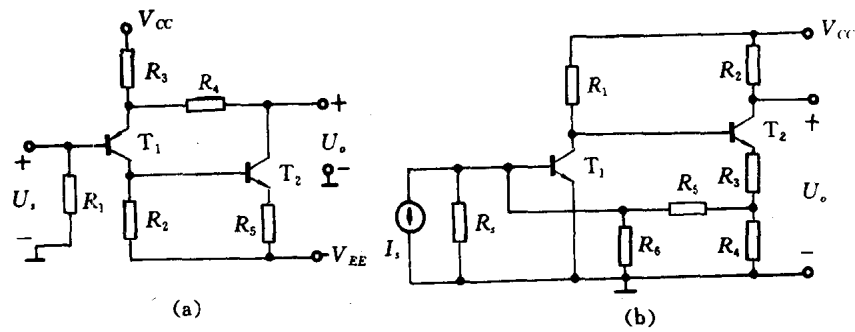 V_CC
R_3
R_4
T_1
+
U_s
−
R_1
R_2
T_2
R_5
+
U_o
−
−V_EE
(a)
V_CC
R_1
R_2
T_1
T_2
+
R_3
R_5
U_o
I_s
R_s
R_6
R_4
−
(b)